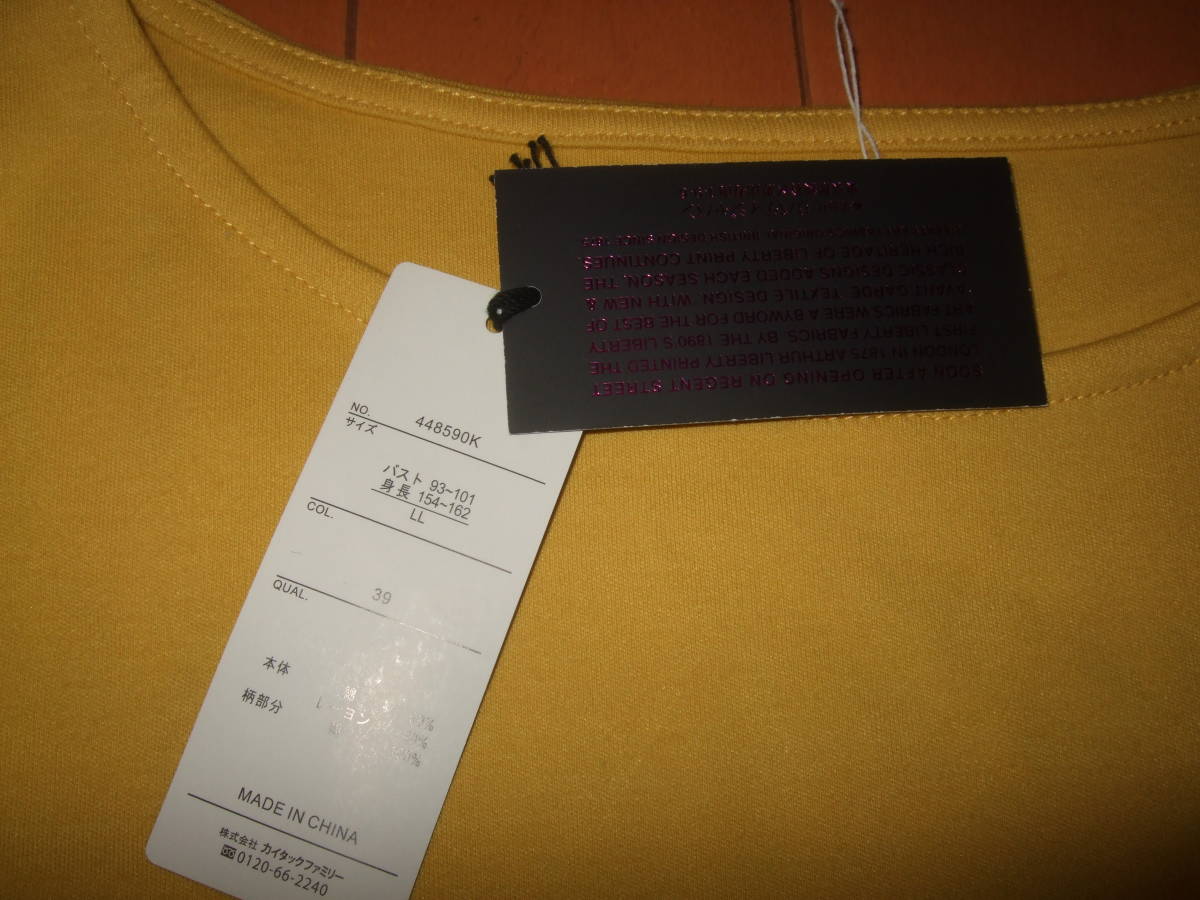 NO. 448590K
サイズ
バスト 93~101
身長 154~162
LL
COL.
39
QUAL.
本体
柄部分
MADE IN CHINA
株式会社 カイタックファミリー
0120-66-2240
SOON AFTER OPENING ON REGENT STREET
LONDON IN 1875 ARTHUR LIBERTY PRINTED THE
FIRST LIBERTY FABRICS. BY THE 1890'S LIBERTY
ART FABRICS WERE A BYWORD FOR THE BEST OF
'AVANT GARDE' TEXTILE DESIGN. WITH NEW &
CLASSIC DESIGNS ADDED EACH SEASON, THE
RICH HERITAGE OF LIBERTY PRINT CONTINUES.